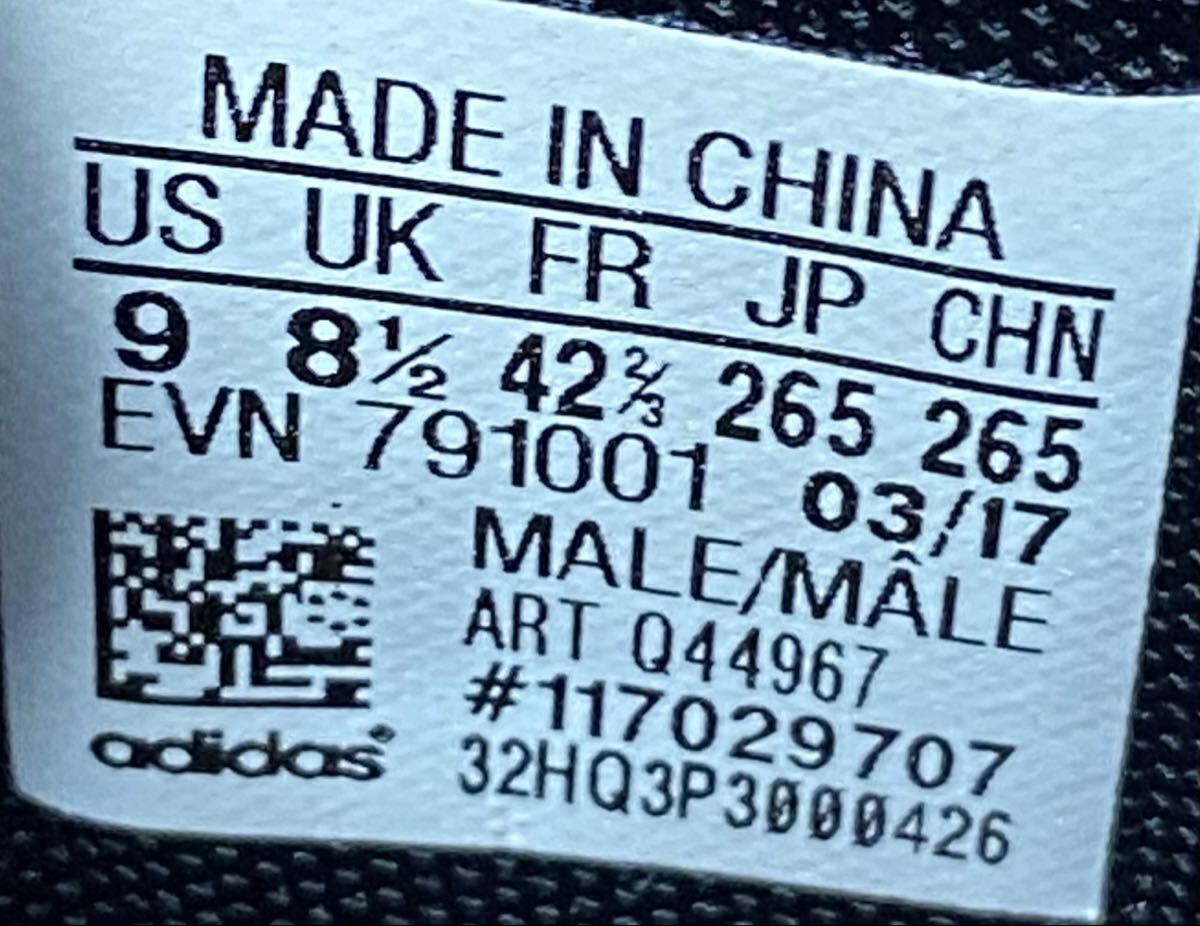 MADE IN CHINA
US UK FR JP CHN
9 8½ 42⅔ 265 265
EVN 791001 03/17
MALE/MÂLE
ART Q44967
#117029707
32HQ3P3000426
adidas®